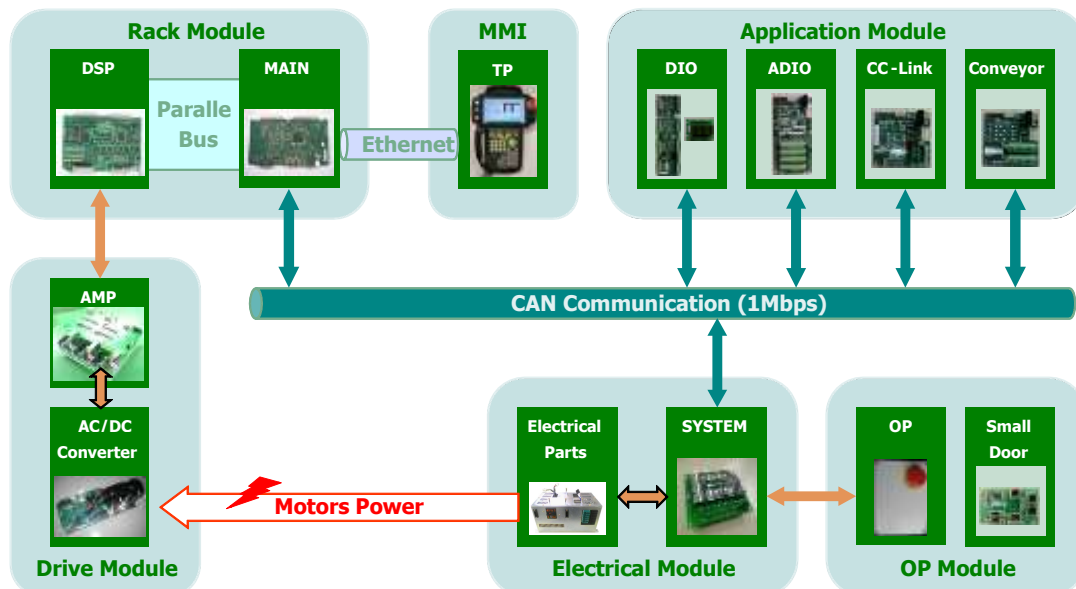 Rack Module
MMI
Application Module
DSP
MAIN
TP
DIO
ADIO
CC-Link
Conveyor
Paralle
Bus
Ethernet
AMP
CAN Communication (1Mbps)
AC/DC
Converter
Electrical
Parts
SYSTEM
OP
Small
Door
Motors Power
Drive Module
Electrical Module
OP Module